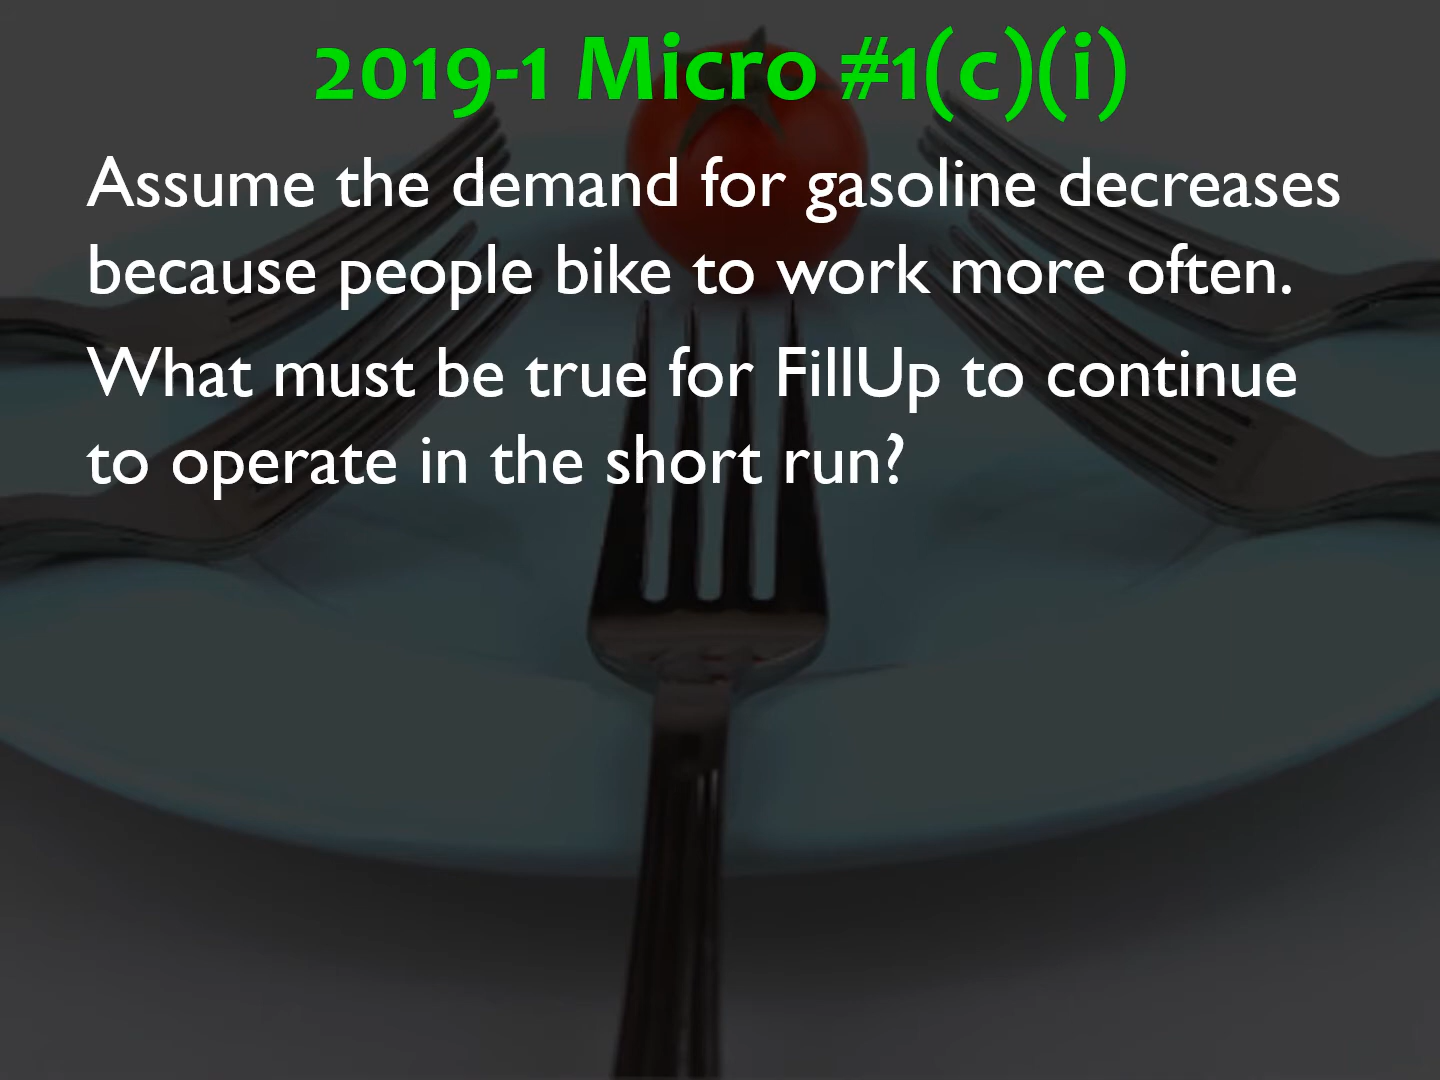 2019-1 Micro #1(c)(i)
Assume the demand for gasoline decreases
because people bike to work more often.
What must be true for FillUp to continue
to operate in the short run?